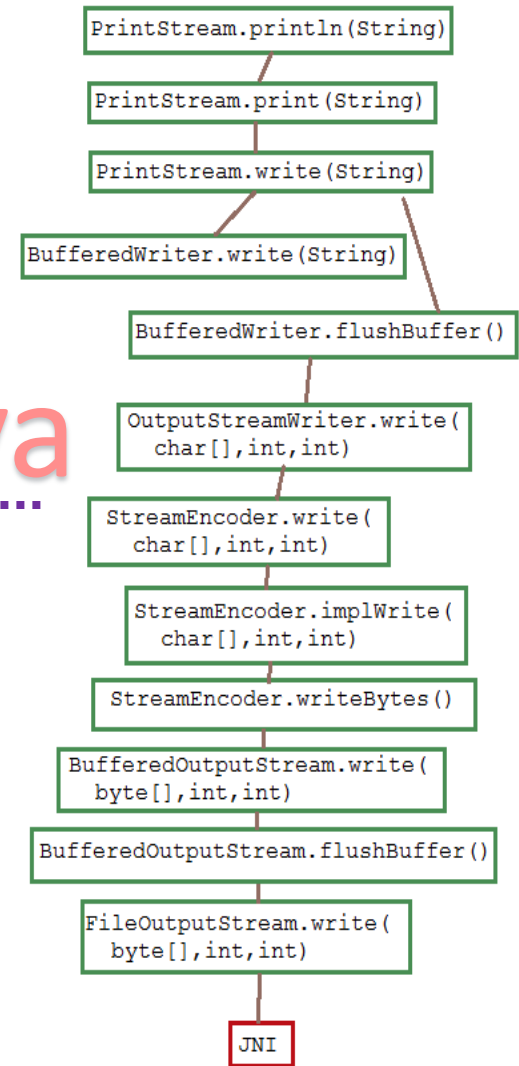 PrintStream.println(String)
PrintStream.print(String)
PrintStream.write(String)
BufferedWriter.write(String)
BufferedWriter.flushBuffer()
OutputStreamWriter.write(
char[],int,int)
StreamEncoder.write(
char[],int,int)
StreamEncoder.implWrite(
char[],int,int)
StreamEncoder.writeBytes()
BufferedOutputStream.write(
byte[],int,int)
BufferedOutputStream.flushBuffer()
FileOutputStream.write(
byte[],int,int)
JNI